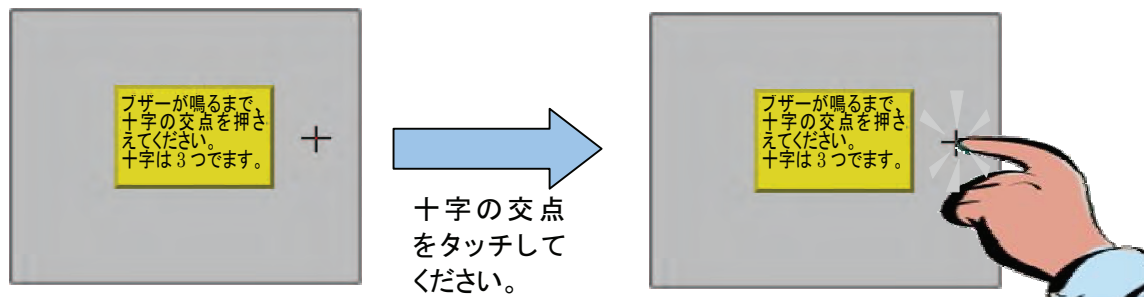 ブザーが鳴るまで、
十字の交点を押さ
えてください。
十字は3つでます。
十字の交点
をタッチして
ください。
ブザーが鳴るまで、
十字の交点を押さ
えてください。
十字は3つでます。